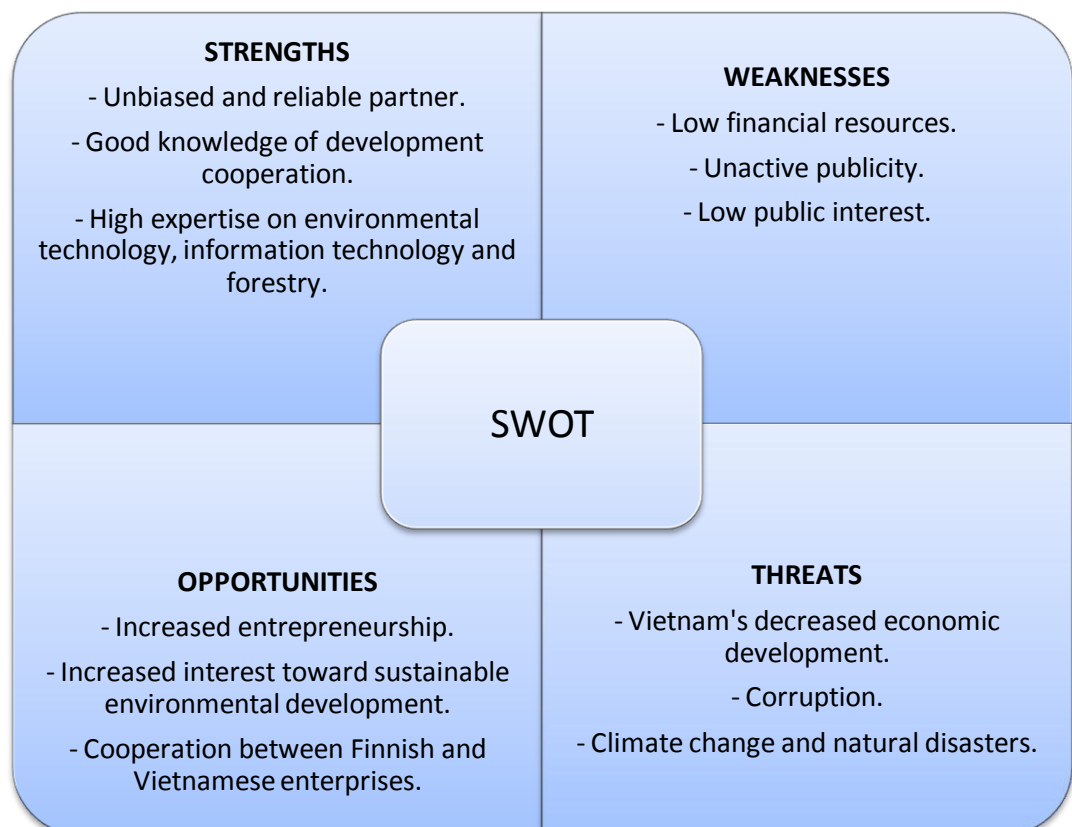 STRENGTHS
- Unbiased and reliable partner.
- Good knowledge of development
cooperation.
- High expertise on environmental
technology, information technology and
forestry.
WEAKNESSES
- Low financial resources.
- Unactive publicity.
- Low public interest.
SWOT
OPPORTUNITIES
- Increased entrepreneurship.
- Increased interest toward sustainable
environmental development.
- Cooperation between Finnish and
Vietnamese enterprises.
THREATS
- Vietnam's decreased economic
development.
- Corruption.
- Climate change and natural disasters.